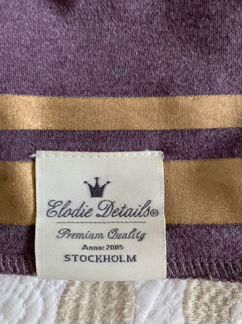 Elodie Details®
Premium Quality
Anno: 2005
STOCKHOLM